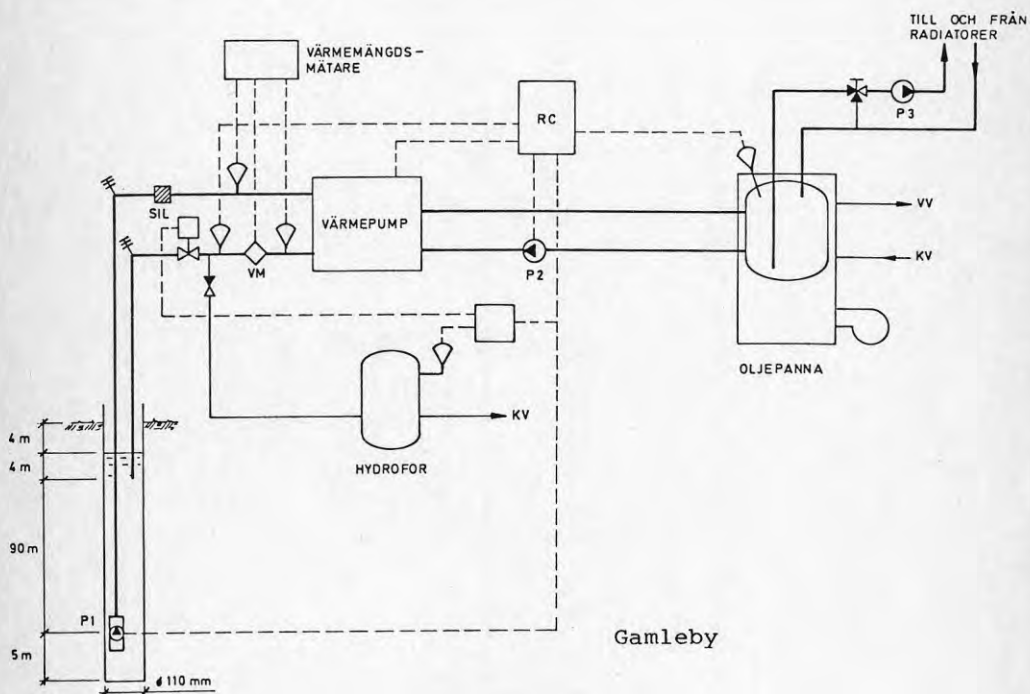 TILL OCH FRÅN
RADIATORER
VÄRMEMÄNGDS-
MÄTARE
RC
P3
SIL
VÄRMEPUMP
VV
VM
P2
KV
OLJEPANNA
KV
HYDROFOR
4 m
4 m
90 m
P1
5 m
Gamleby
ø 110 mm